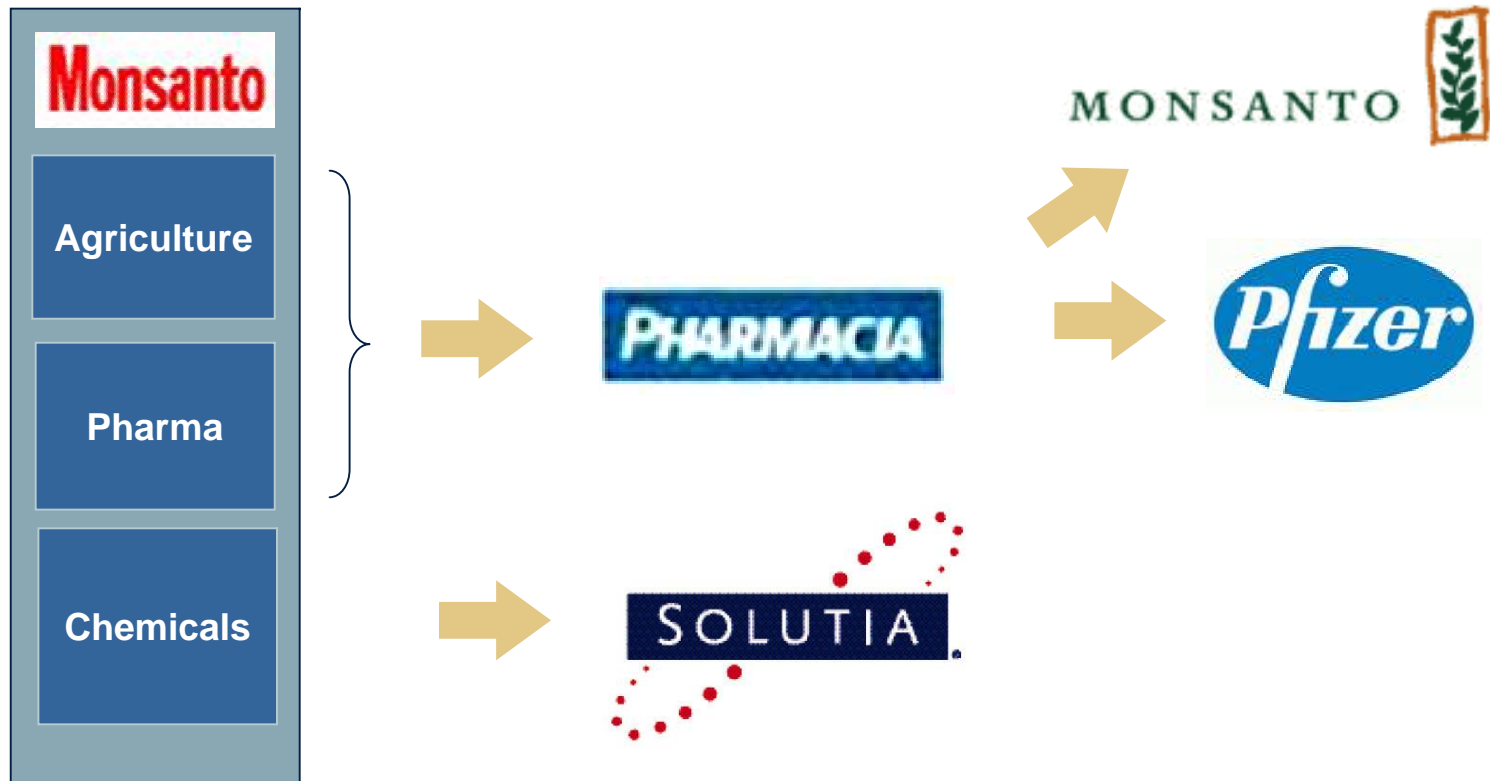 Monsanto
Agriculture
Pharma
Chemicals
PHARMACIA
SOLUTIA
MONSANTO
Pfizer